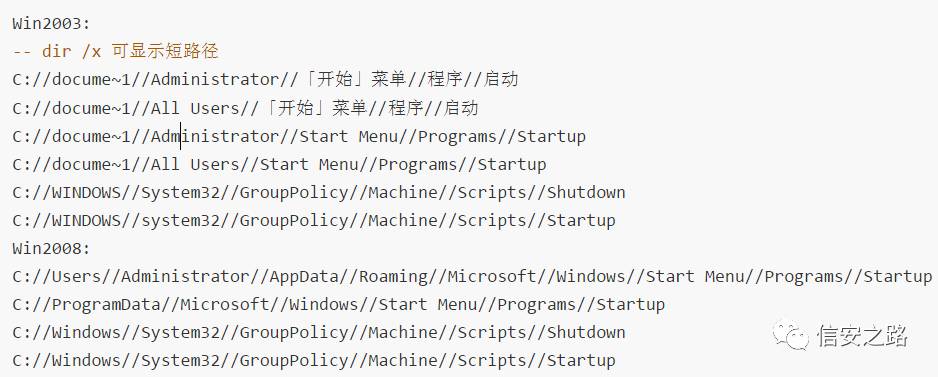 Win2003:
-- dir /x 可显示短路径
C://docume~1//Administrator//「开始」菜单//程序//启动
C://docume~1//All Users//「开始」菜单//程序//启动
C://docume~1//Administrator//Start Menu//Programs//Startup
C://docume~1//All Users//Start Menu//Programs//Startup
C://WINDOWS//System32//GroupPolicy//Machine//Scripts//Shutdown
C://WINDOWS//system32//GroupPolicy//Machine//Scripts//Startup
Win2008:
C://Users//Administrator//AppData//Roaming//Microsoft//Windows//Start Menu//Programs//Startup
C://ProgramData//Microsoft//Windows//Start Menu//Programs//Startup
C://Windows//System32//GroupPolicy//Machine//Scripts//Shutdown
C://Windows//System32//GroupPolicy//Machine//Scripts//Startup
信安之路